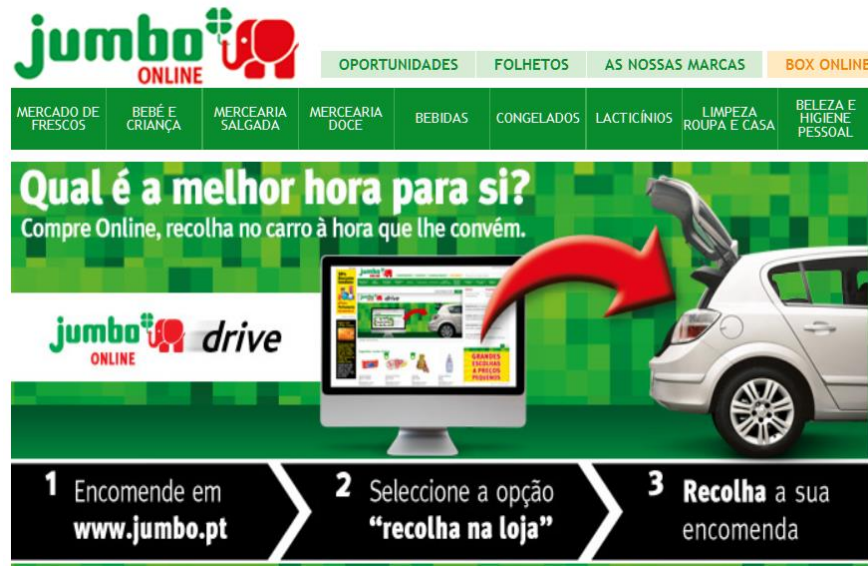 jumbo
ONLINE
OPORTUNIDADES FOLHETOS AS NOSSAS MARCAS BOX ONLINE
MERCADO DE FRESCOS BEBÉ E CRIANÇA MERCEARIA SALGADA MERCEARIA DOCE BEBIDAS CONGELADOS LACTICÍNIOS LIMPEZA ROUPA E CASA BELEZA E HIGIENE PESSOAL
Qual é a melhor hora para si?
Compre Online, recolha no carro à hora que lhe convém.
jumbo drive
ONLINE
jumbo
jumbo drive
GRANDES
ESCOLHAS
A PREÇOS
PEQUENOS
1 Encomende em
www.jumbo.pt
2 Seleccione a opção
“recolha na loja”
3 Recolha a sua
encomenda